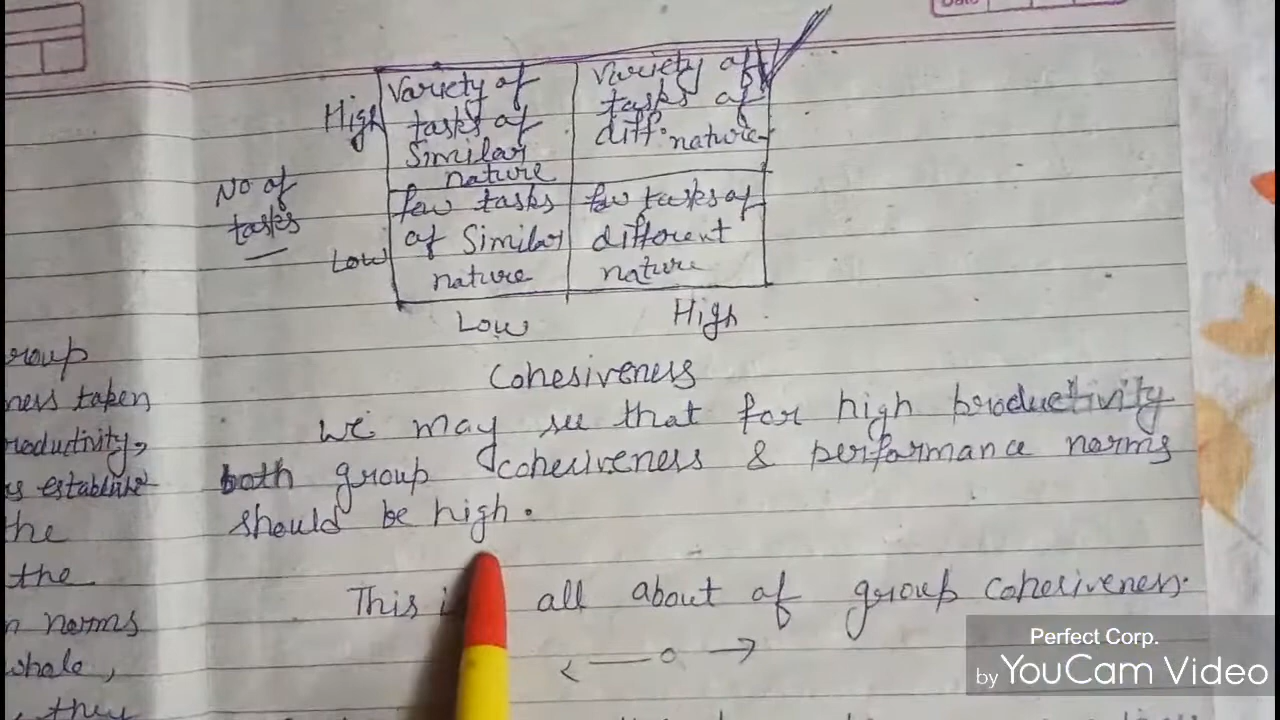 Date
Variety of
tasks of
Similar
nature
Variety of
tasks of
diff. nature
High
No of
tasks
Low
few tasks
of Similar
nature
few tasks of
different
nature
Low
High
Cohesiveness
We may see that for high productivity
both group cohesiveness & performance norms
should be high.
This i all about of group cohesiveness.
roup
ness taken
roductivity,
the
the
n norms
whole,
they
Perfect Corp.
by YouCam Video